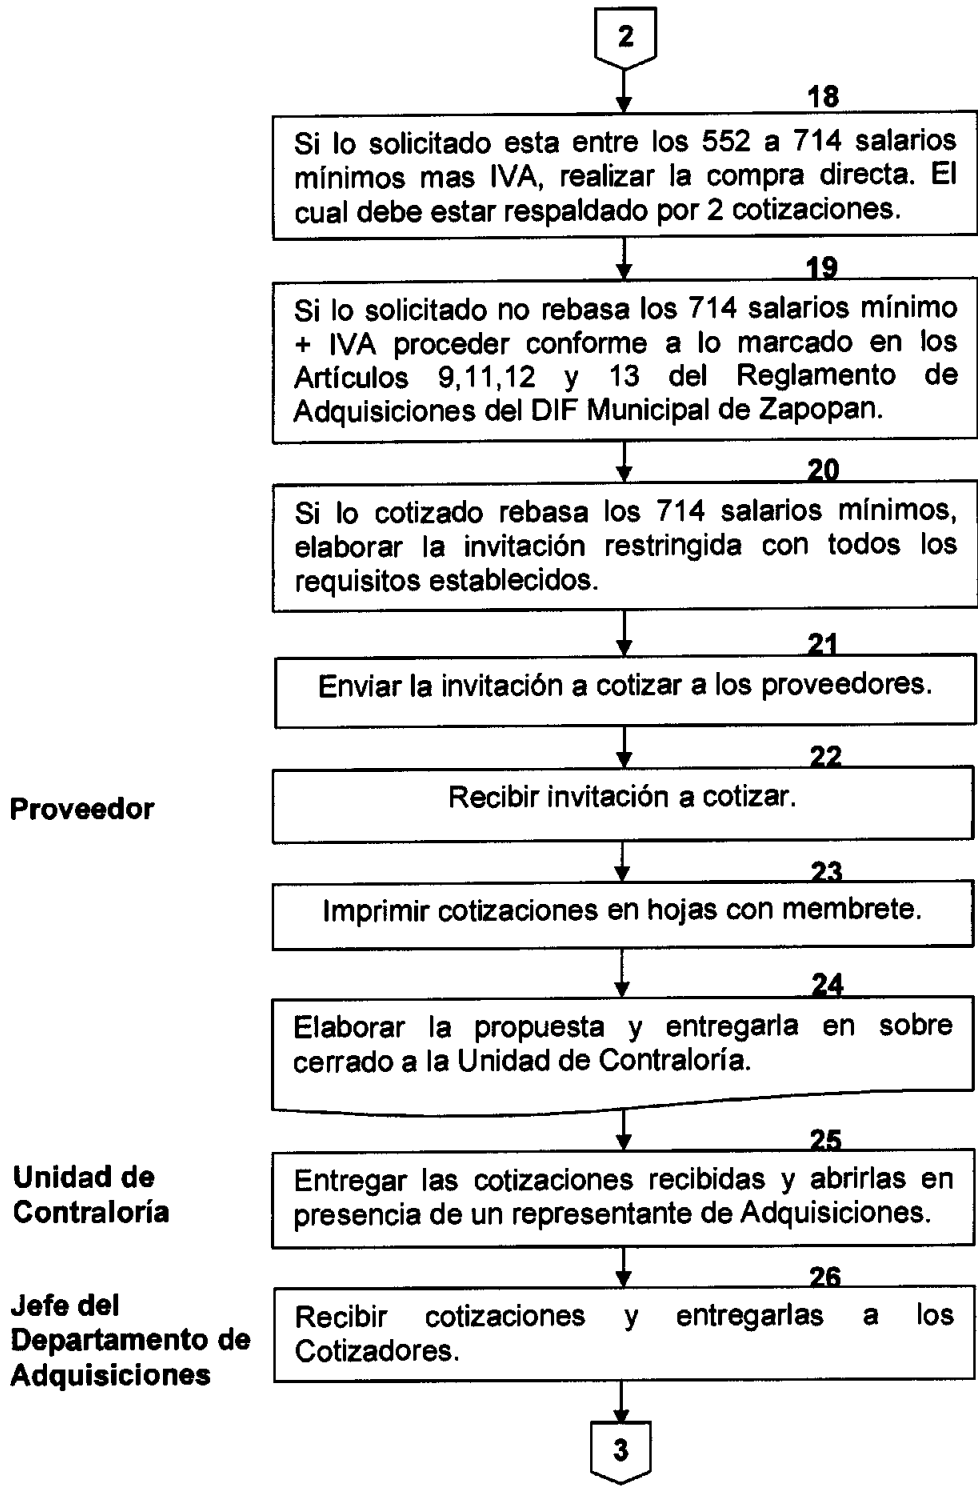 2
18
Si lo solicitado esta entre los 552 a 714 salarios
mínimos mas IVA, realizar la compra directa. El
cual debe estar respaldado por 2 cotizaciones.
19
Si lo solicitado no rebasa los 714 salarios mínimo
+ IVA proceder conforme a lo marcado en los
Artículos 9,11,12 y 13 del Reglamento de
Adquisiciones del DIF Municipal de Zapopan.
20
Si lo cotizado rebasa los 714 salarios mínimos,
elaborar la invitación restringida con todos los
requisitos establecidos.
21
Enviar la invitación a cotizar a los proveedores.
22
Proveedor
Recibir invitación a cotizar.
23
Imprimir cotizaciones en hojas con membrete.
24
Elaborar la propuesta y entregarla en sobre
cerrado a la Unidad de Contraloría.
25
Unidad de
Contraloría
Entregar las cotizaciones recibidas y abrirlas en
presencia de un representante de Adquisiciones.
26
Jefe del
Departamento de
Adquisiciones
Recibir cotizaciones y entregarlas a los
Cotizadores.
3